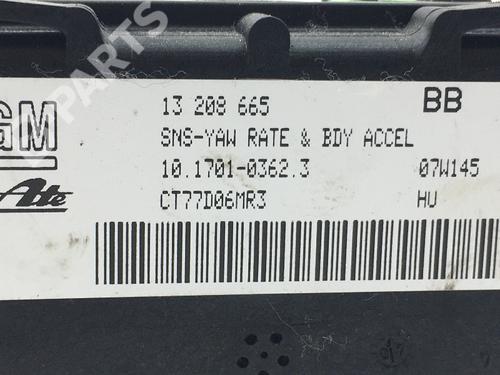 B PARTS
GM
13 208 665 BB
SNS-YAW RATE & BDY ACCEL
10.1701-0362.3 07W145
Ate CT77D06MR3 HU